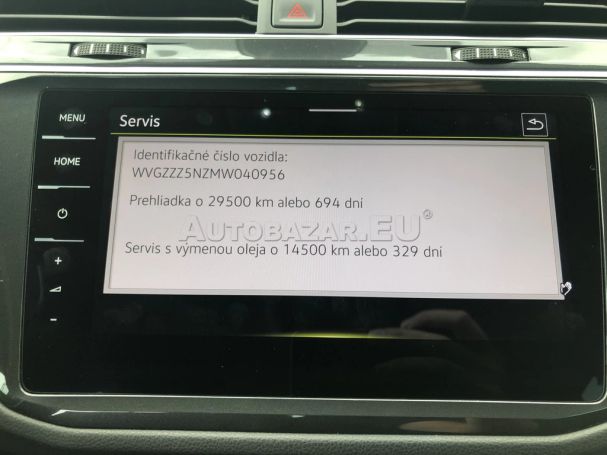 MENU
Servis
Identifikačné číslo vozidla:
WVGZZZ5NZMW040956
HOME
Prehliadka o 29500 km alebo 694 dní
AUTOBAZAR.EU®
Servis s výmenou oleja o 14500 km alebo 329 dní
+
-